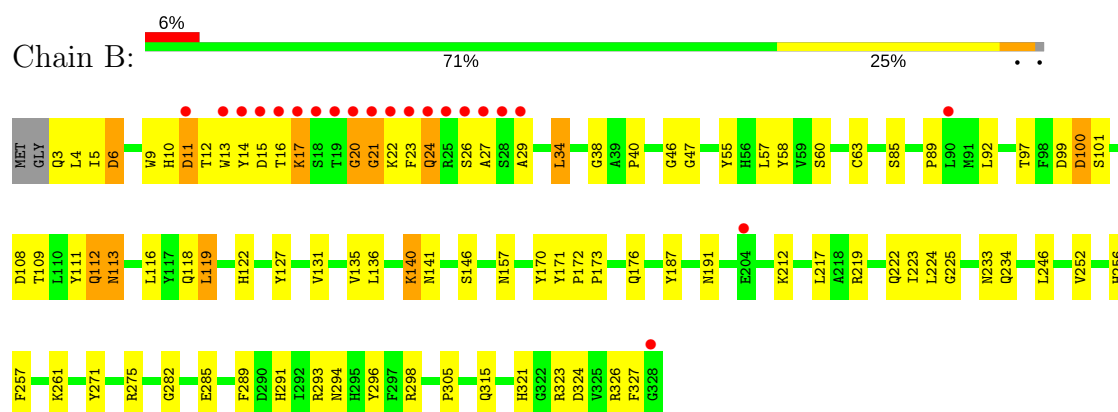 6%
Chain B:
71% 25% • •
MET GLY Q3 L4 I5 D6 W9 H10 D11 T12 W13 Y14 D15 T16 K17 S18 T19 G20 G21 K22 F23 Q24 R25 S26 A27 S28 A29 L34 G38 A39 P40 G46 G47 Y55 H56 L57 Y58 V59 S60 C63 S85 P89 L90 M91 L92 T97 F98 D99 D100 S101
D108 T109 L110 Y111 Q112 N113 L116 Y117 Q118 L119 H122 Y127 V131 V135 L136 K140 N141 S146 N157 Y170 Y171 P172 P173 Q176 Y187 N191 E204 K212 L217 A218 R219 Q222 I223 L224 G225 N233 Q234 L246 V252 H256
F257 K261 Y271 R275 G282 E285 F289 D290 H291 I292 R293 N294 H295 Y296 F297 R298 P305 Q315 H321 G322 R323 D324 V325 R326 F327 G328